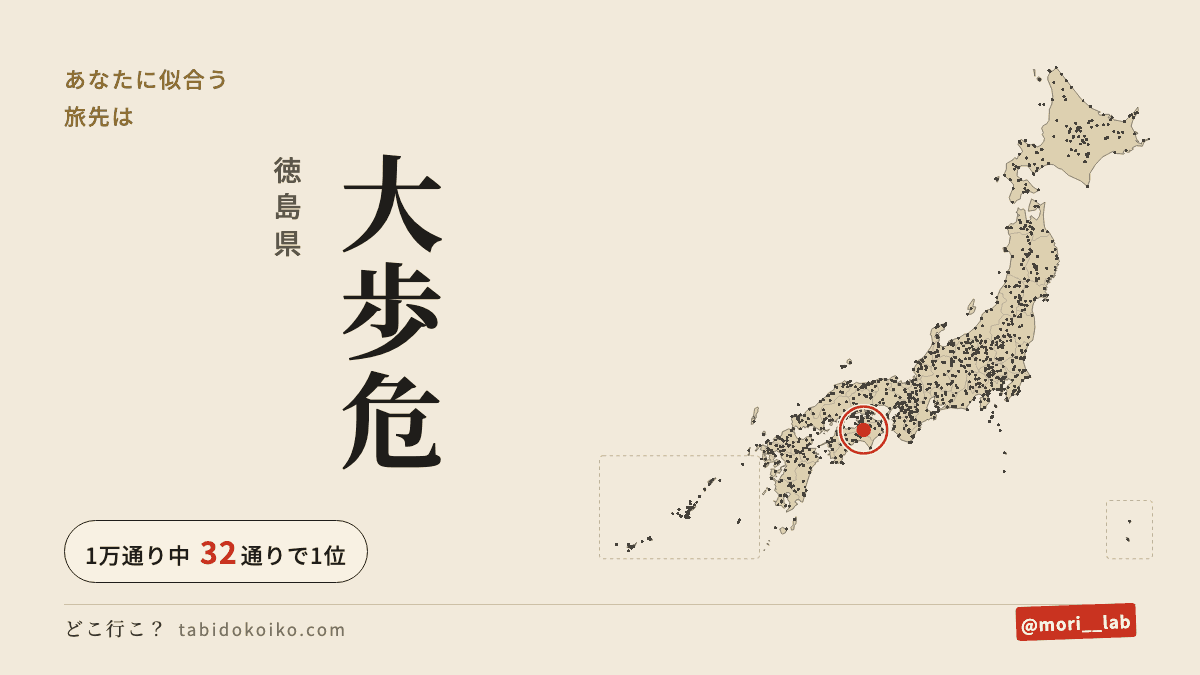 あなたに似合う
旅先は
大歩危
徳島県
1万通り中 32通りで1位
どこ行こ? tabidokoiko.com
@mori__lab